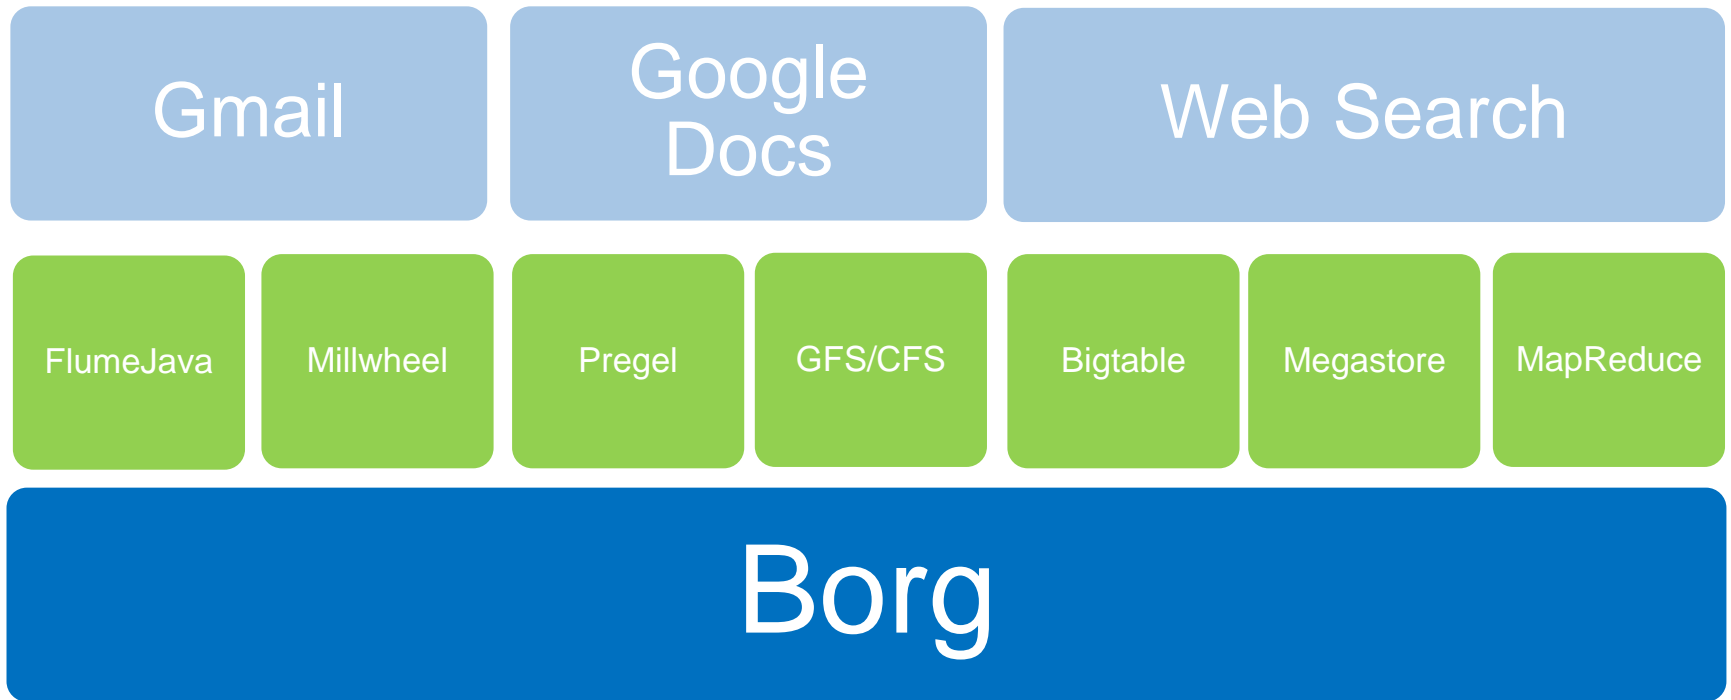 Gmail
Google
Docs
Web Search
FlumeJava
Millwheel
Pregel
GFS/CFS
Bigtable
Megastore
MapReduce
Borg